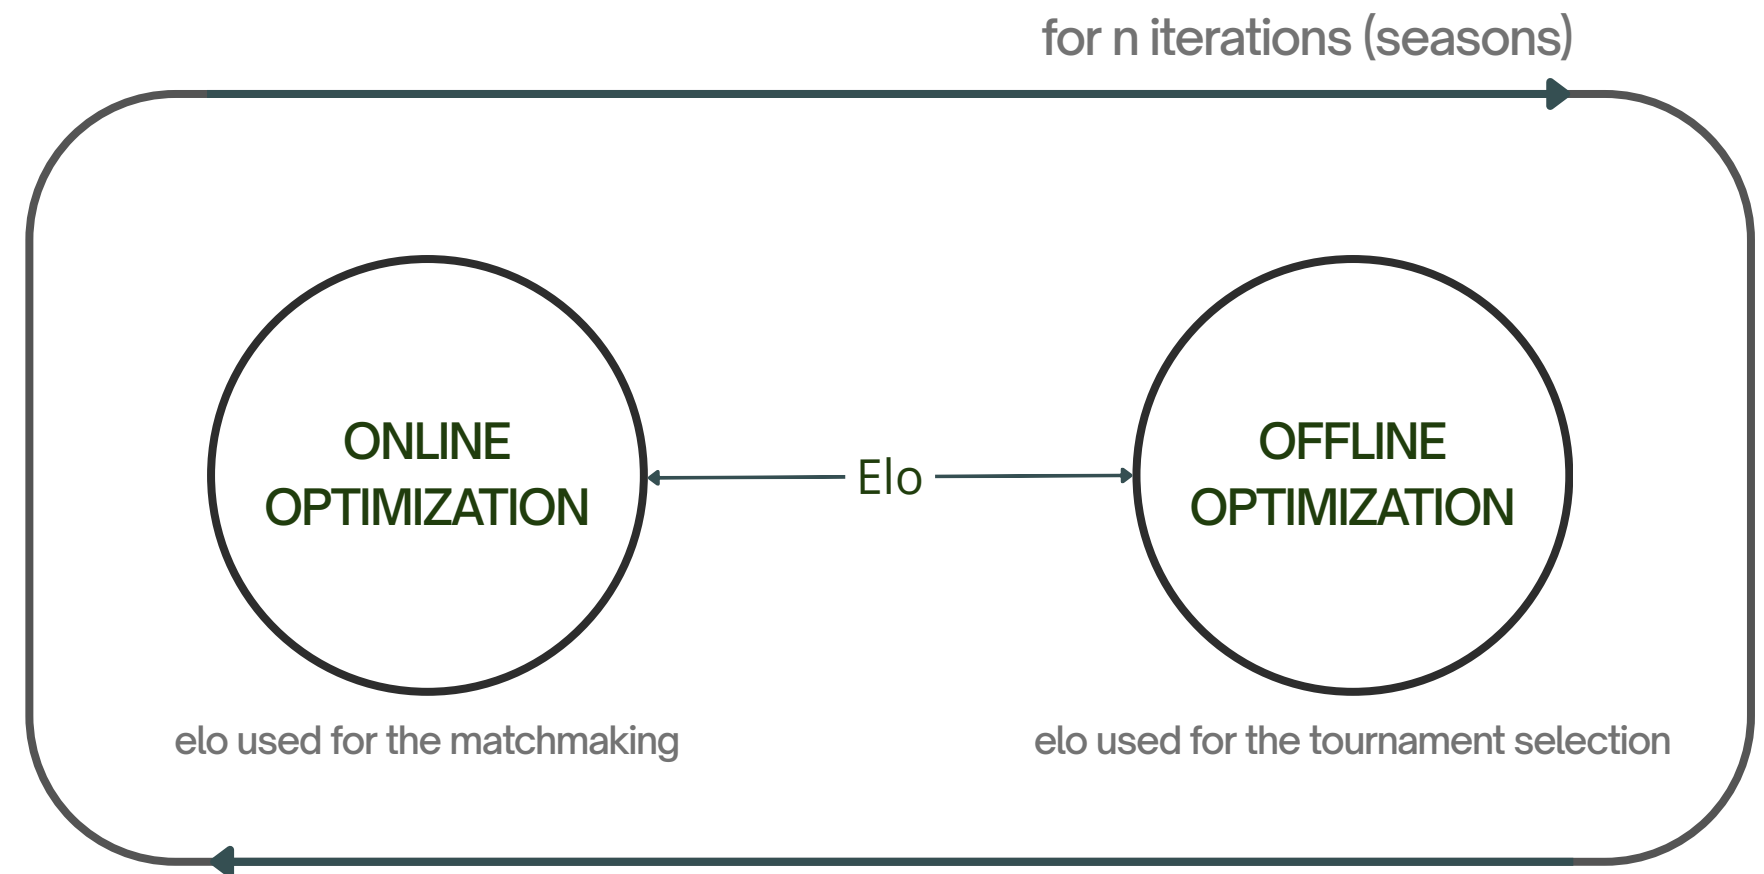 for n iterations (seasons)
ONLINE
OPTIMIZATION
Elo
OFFLINE
OPTIMIZATION
elo used for the matchmaking
elo used for the tournament selection